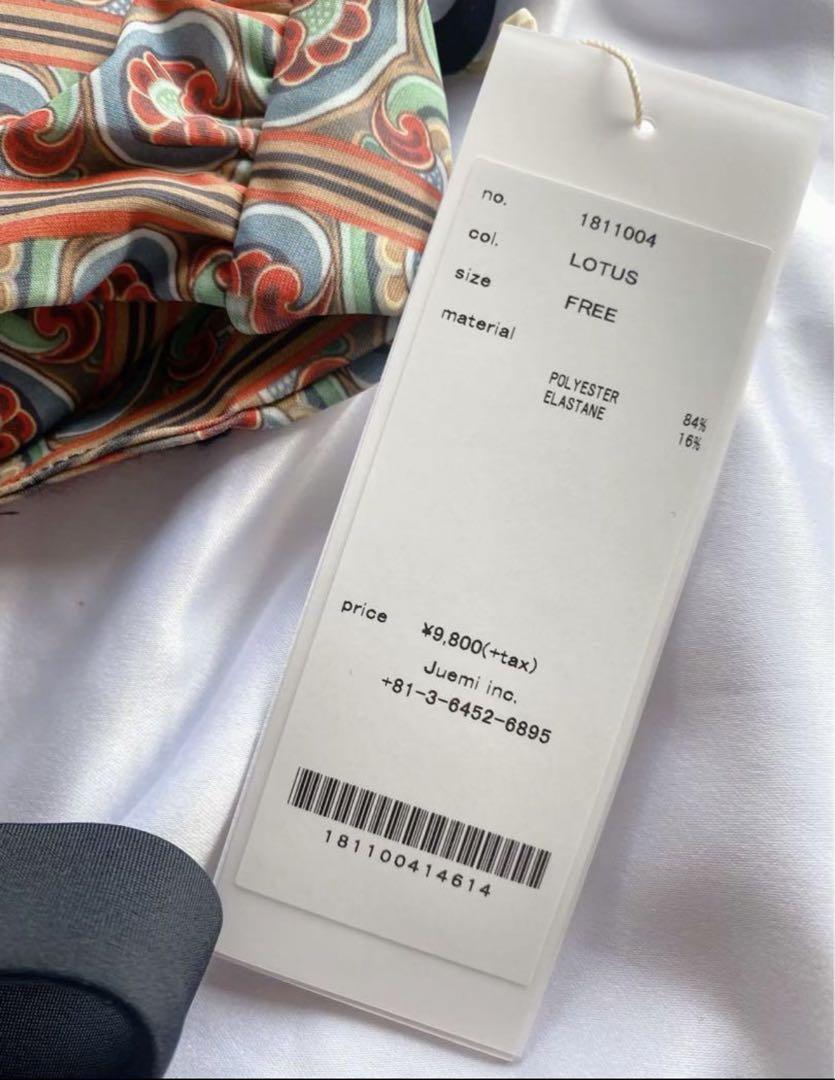 no. 1811004
col. LOTUS
size FREE
material
POLYESTER 84%
ELASTANE 16%
price ¥9,800(+tax)
Juemi inc.
+81-3-6452-6895
181100414614